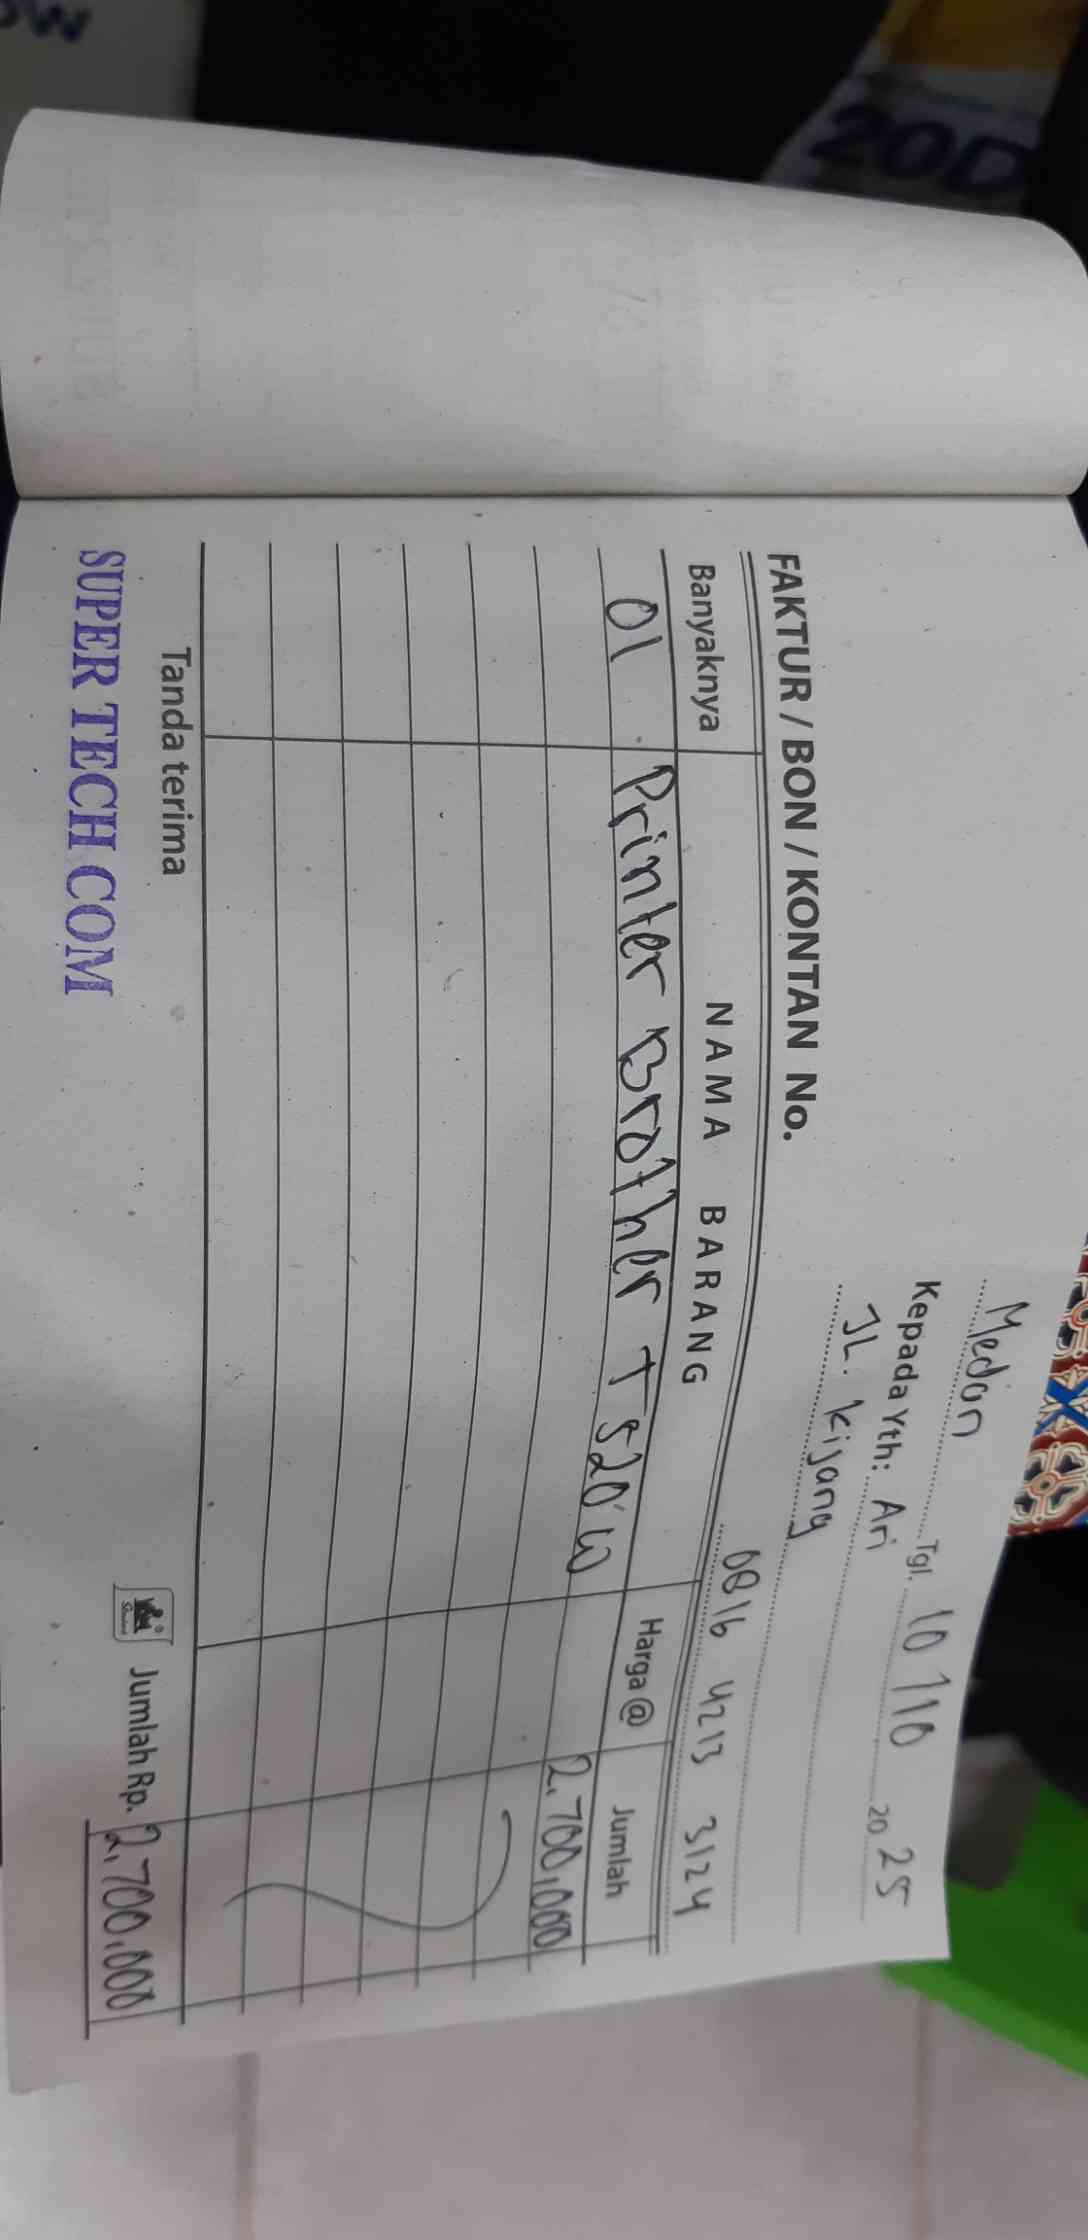 Medan Tgl. 10 / 10 2025
Kepada Yth: Ari
JL. Kijang
0816 4213 3124
FAKTUR / BON / KONTAN No.
Banyaknya NAMA BARANG Harga @ Jumlah
01 Printer Brother T520W 2.700.000
Tanda terima
Jumlah Rp. 2.700.000
SUPER TECH COM
200